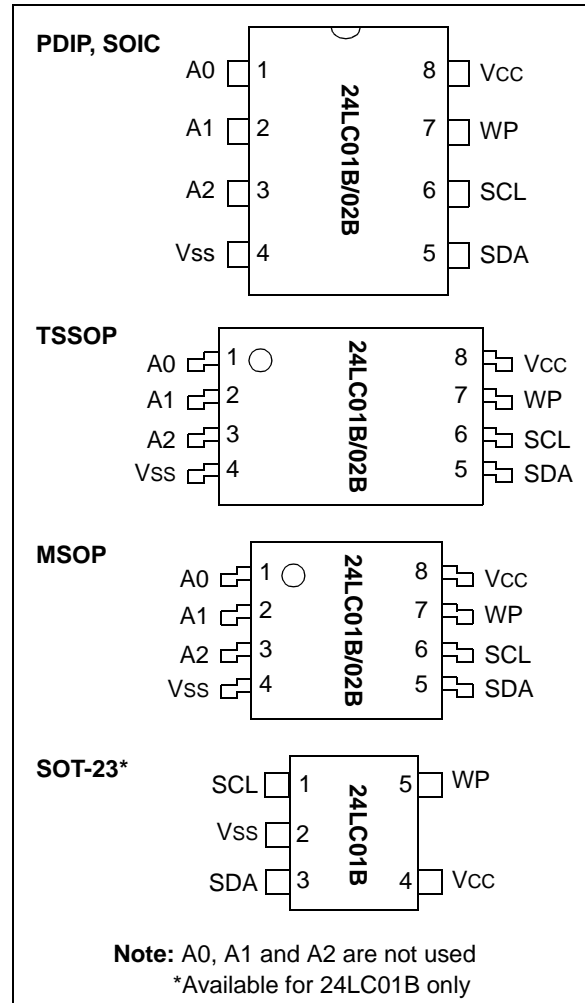 PDIP, SOIC
A0 1 8 VCC
A1 2 7 WP
A2 3 6 SCL
VSS 4 5 SDA
24LC01B/02B
TSSOP
A0 1 8 VCC
A1 2 7 WP
A2 3 6 SCL
VSS 4 5 SDA
24LC01B/02B
MSOP
A0 1 8 VCC
A1 2 7 WP
A2 3 6 SCL
VSS 4 5 SDA
24LC01B/02B
SOT-23*
SCL 1 5 WP
VSS 2
SDA 3 4 VCC
24LC01B
Note: A0, A1 and A2 are not used
*Available for 24LC01B only